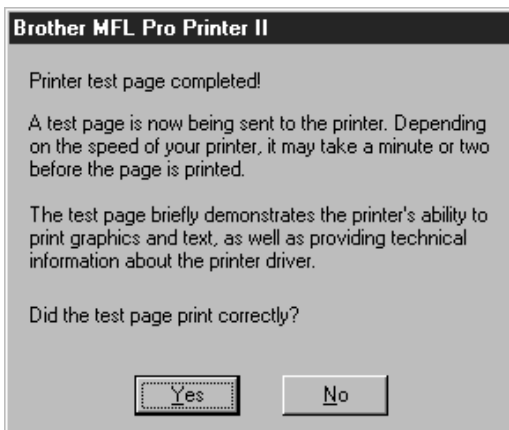 Brother MFL Pro Printer II
Printer test page completed!
A test page is now being sent to the printer. Depending
on the speed of your printer, it may take a minute or two
before the page is printed.
The test page briefly demonstrates the printer's ability to
print graphics and text, as well as providing technical
information about the printer driver.
Did the test page print correctly?
Yes No